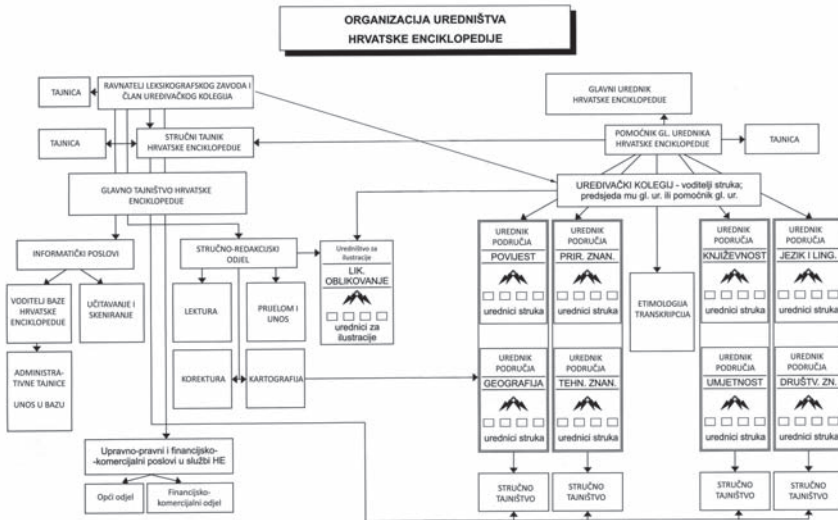 ORGANIZACIJA UREDNIŠTVA
HRVATSKE ENCIKLOPEDIJE
TAJNICA
RAVNATELJ LEKSIKOGRAFSKOG ZAVODA I
ČLAN UREĐIVAČKOG KOLEGIJA
GLAVNI UREDNIK
HRVATSKE ENCIKLOPEDIJE
TAJNICA
STRUČNI TAJNIK
HRVATSKE ENCIKLOPEDIJE
POMOĆNIK GL. UREDNIKA
HRVATSKE ENCIKLOPEDIJE
TAJNICA
GLAVNO TAJNIŠTVO HRVATSKE
ENCIKLOPEDIJE
UREĐIVAČKI KOLEGIJ - voditelji struka;
predsjeda mu gl. ur. ili pomoćnik gl. ur.
INFORMATIČKI POSLOVI
STRUČNO-REDAKCIJSKI
ODJEL
Uredništvo za
ilustracije
LIK.
OBLIKOVANJE
urednici za
ilustracije
UREDNIK
PODRUČJA
POVIJEST
urednici struka
UREDNIK
PODRUČJA
PRIR. ZNAN.
urednici struka
ETIMOLOGIJA
TRANSKRIPCIJA
UREDNIK
PODRUČJA
KNJIŽEVNOST
urednici struka
UREDNIK
PODRUČJA
JEZIK I LING.
urednici struka
VODITELJ BAZE
HRVATSKE
ENCIKLOPEDIJE
UČITAVANJE I
SKENIRANJE
LEKTURA
PRIJELOM I
UNOS
ADMINISTRA-
TIVNE TAJNICE
UNOS U BAZU
KOREKTURA
KARTOGRAFIJA
UREDNIK
PODRUČJA
GEOGRAFIJA
urednici struka
UREDNIK
PODRUČJA
TEHN. ZNAN.
urednici struka
UREDNIK
PODRUČJA
UMJETNOST
urednici struka
UREDNIK
PODRUČJA
DRUŠTV. ZN.
urednici struka
Upravno-pravni i financijsko-
-komercijalni poslovi u službi HE
Opći odjel
Financijsko-
komercijalni odjel
STRUČNO
TAJNIŠTVO
STRUČNO
TAJNIŠTVO
STRUČNO
TAJNIŠTVO
STRUČNO
TAJNIŠTVO